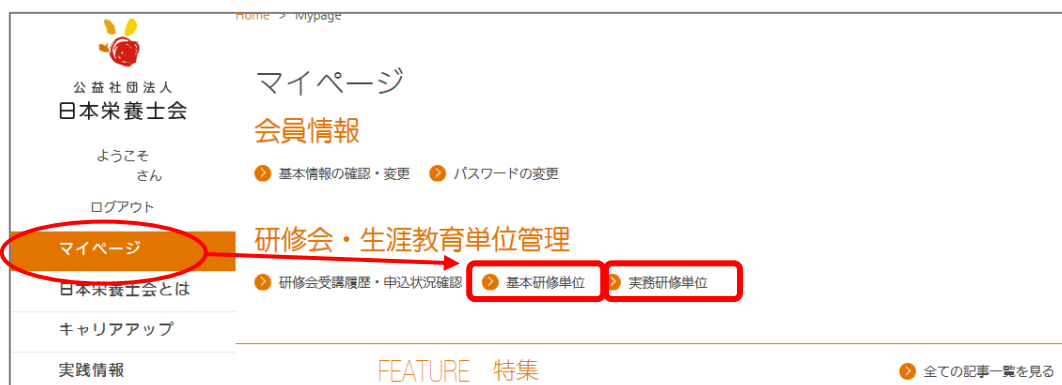 Home > Mypage
公益社団法人
日本栄養士会
ようこそ
さん
ログアウト
マイページ
日本栄養士会とは
キャリアアップ
実践情報
マイページ
会員情報
基本情報の確認・変更 パスワードの変更
研修会・生涯教育単位管理
研修会受講履歴・申込状況確認 基本研修単位 実務研修単位
FEATURE 特集
全ての記事一覧を見る